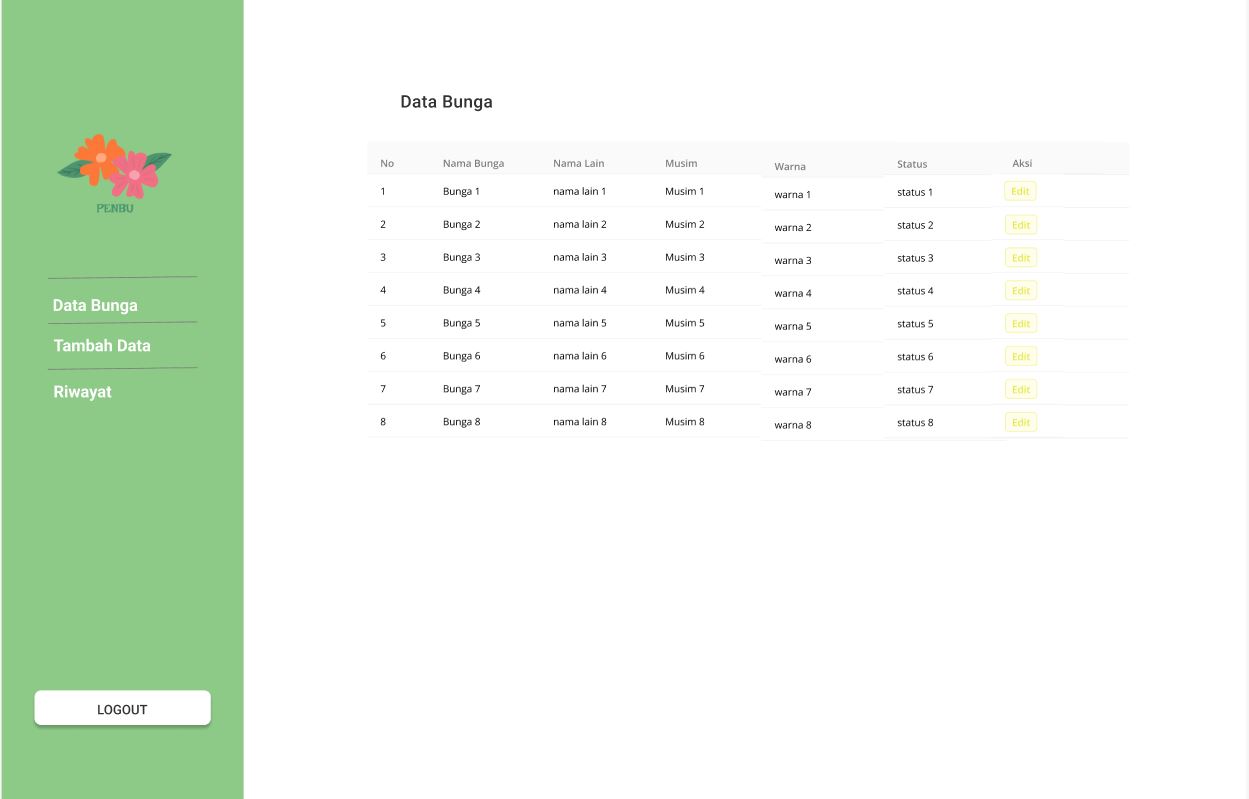 PENBU
Data Bunga
Tambah Data
Riwayat
LOGOUT
Data Bunga
No Nama Bunga Nama Lain Musim Warna Status Aksi
1 Bunga 1 nama lain 1 Musim 1 warna 1 status 1 Edit
2 Bunga 2 nama lain 2 Musim 2 warna 2 status 2 Edit
3 Bunga 3 nama lain 3 Musim 3 warna 3 status 3 Edit
4 Bunga 4 nama lain 4 Musim 4 warna 4 status 4 Edit
5 Bunga 5 nama lain 5 Musim 5 warna 5 status 5 Edit
6 Bunga 6 nama lain 6 Musim 6 warna 6 status 6 Edit
7 Bunga 7 nama lain 7 Musim 7 warna 7 status 7 Edit
8 Bunga 8 nama lain 8 Musim 8 warna 8 status 8 Edit